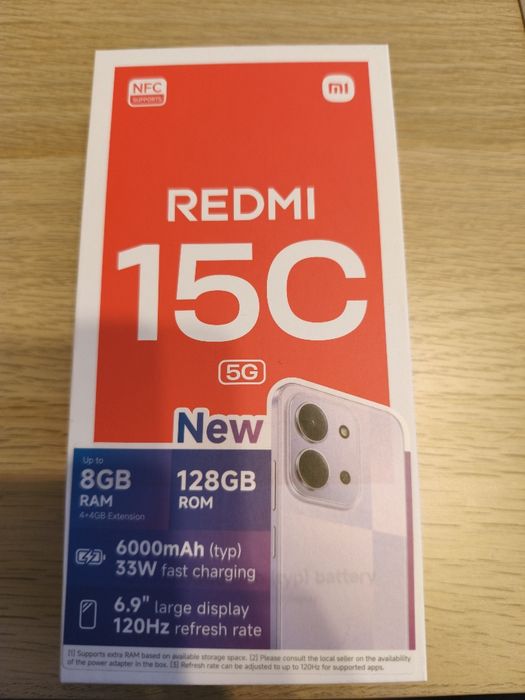 NFC
SUPPORTS
mi
REDMI
15C
5G
New
Up to
8GB
RAM
4+4GB Extension
128GB
ROM
6000mAh (typ)
33W fast charging
6.9" large display
120Hz refresh rate
(typ) battery
[1] Supports extra RAM based on available storage space. [2] Please consult the local seller on the availability
of the power adapter in the box. [3] Refresh rate can be adjusted to up to 120Hz for supported apps.